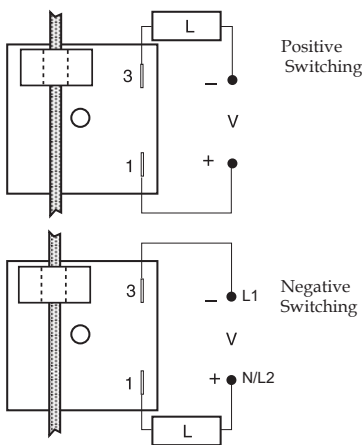 L
Positive
Switching
3
−
V
1
+
3
− L1
Negative
Switching
V
1
+ N/L2
L